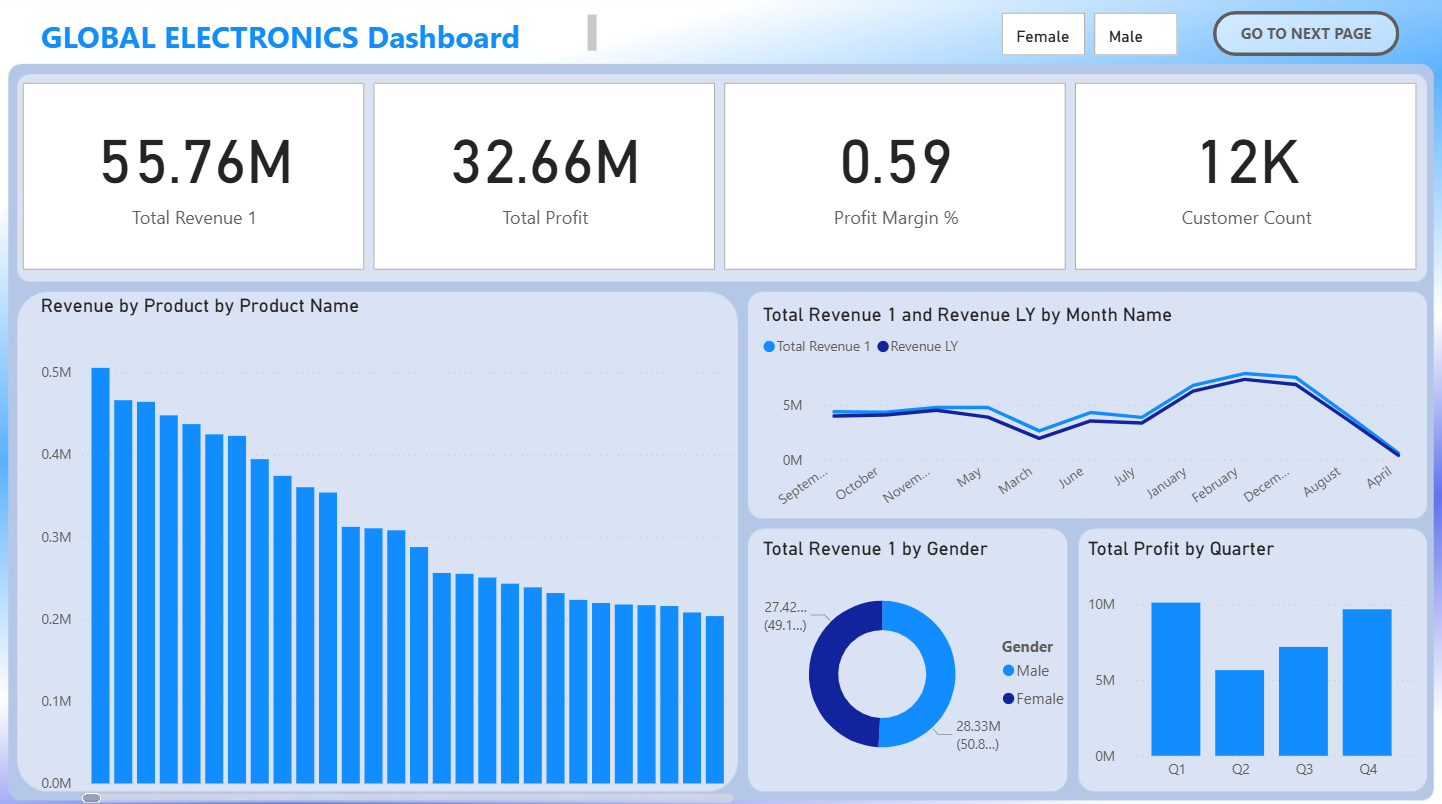 GLOBAL ELECTRONICS Dashboard
Female
Male
GO TO NEXT PAGE
55.76M
Total Revenue 1
32.66M
Total Profit
0.59
Profit Margin %
12K
Customer Count
Revenue by Product by Product Name
0.5M
0.4M
0.3M
0.2M
0.1M
0.0M
Total Revenue 1 and Revenue LY by Month Name
Total Revenue 1 Revenue LY
5M
0M
Septem...
October
Novem...
May
March
June
July
January
February
Decem...
August
April
Total Revenue 1 by Gender
27.42...
(49.1...)
28.33M
(50.8...)
Gender
Male
Female
Total Profit by Quarter
10M
5M
0M
Q1 Q2 Q3 Q4